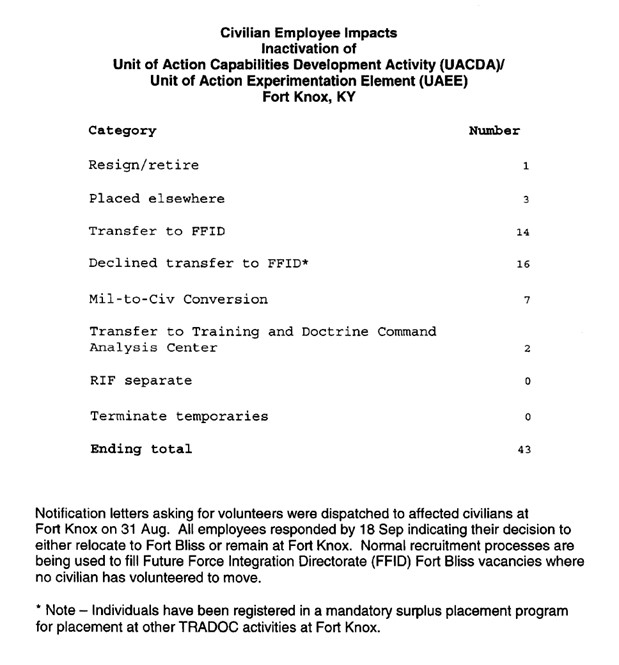 Civilian Employee Impacts
Inactivation of
Unit of Action Capabilities Development Activity (UACDA)/
Unit of Action Experimentation Element (UAEE)
Fort Knox, KY
Category Number
Resign/retire 1
Placed elsewhere 3
Transfer to FFID 14
Declined transfer to FFID* 16
Mil-to-Civ Conversion 7
Transfer to Training and Doctrine Command
Analysis Center 2
RIF separate 0
Terminate temporaries 0
Ending total 43
Notification letters asking for volunteers were dispatched to affected civilians at
Fort Knox on 31 Aug. All employees responded by 18 Sep indicating their decision to
either relocate to Fort Bliss or remain at Fort Knox. Normal recruitment processes are
being used to fill Future Force Integration Directorate (FFID) Fort Bliss vacancies where
no civilian has volunteered to move.
* Note – Individuals have been registered in a mandatory surplus placement program
for placement at other TRADOC activities at Fort Knox.